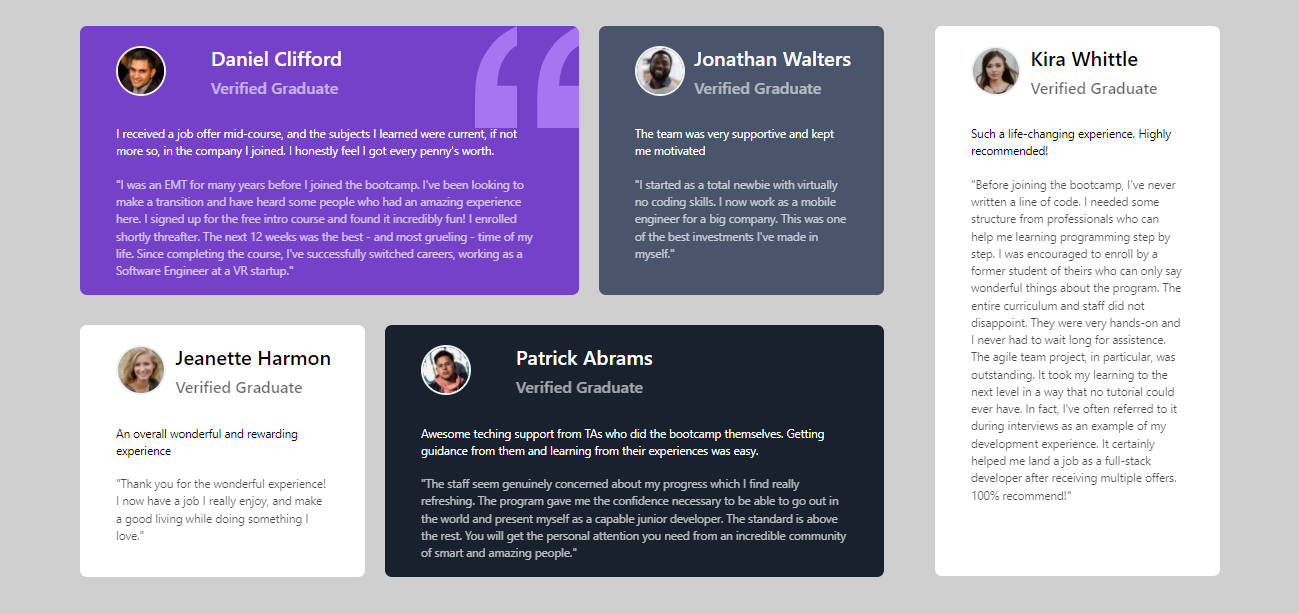 Daniel Clifford
Verified Graduate
I received a job offer mid-course, and the subjects I learned were current, if not
more so, in the company I joined. I honestly feel I got every penny's worth.
"I was an EMT for many years before I joined the bootcamp. I've been looking to
make a transition and have heard some people who had an amazing experience
here. I signed up for the free intro course and found it incredibly fun! I enrolled
shortly threafter. The next 12 weeks was the best - and most grueling - time of my
life. Since completing the course, I've successfully switched careers, working as a
Software Engineer at a VR startup."
Jonathan Walters
Verified Graduate
The team was very supportive and kept
me motivated
"I started as a total newbie with virtually
no coding skills. I now work as a mobile
engineer for a big company. This was one
of the best investments I've made in
myself."
Kira Whittle
Verified Graduate
Such a life-changing experience. Highly
recommended!
"Before joining the bootcamp, I've never
written a line of code. I needed some
structure from professionals who can
help me learning programming step by
step. I was encouraged to enroll by a
former student of theirs who can only say
wonderful things about the program. The
entire curriculum and staff did not
disappoint. They were very hands-on and
I never had to wait long for assistence.
The agile team project, in particular, was
outstanding. It took my learning to the
next level in a way that no tutorial could
ever have. In fact, I've often referred to it
during interviews as an example of my
development experience. It certainly
helped me land a job as a full-stack
developer after receiving multiple offers.
100% recommend!"
Jeanette Harmon
Verified Graduate
An overall wonderful and rewarding
experience
"Thank you for the wonderful experience!
I now have a job I really enjoy, and make
a good living while doing something I
love."
Patrick Abrams
Verified Graduate
Awesome teching support from TAs who did the bootcamp themselves. Getting
guidance from them and learning from their experiences was easy.
"The staff seem genuinely concerned about my progress which I find really
refreshing. The program gave me the confidence necessary to be able to go out in
the world and present myself as a capable junior developer. The standard is above
the rest. You will get the personal attention you need from an incredible community
of smart and amazing people."